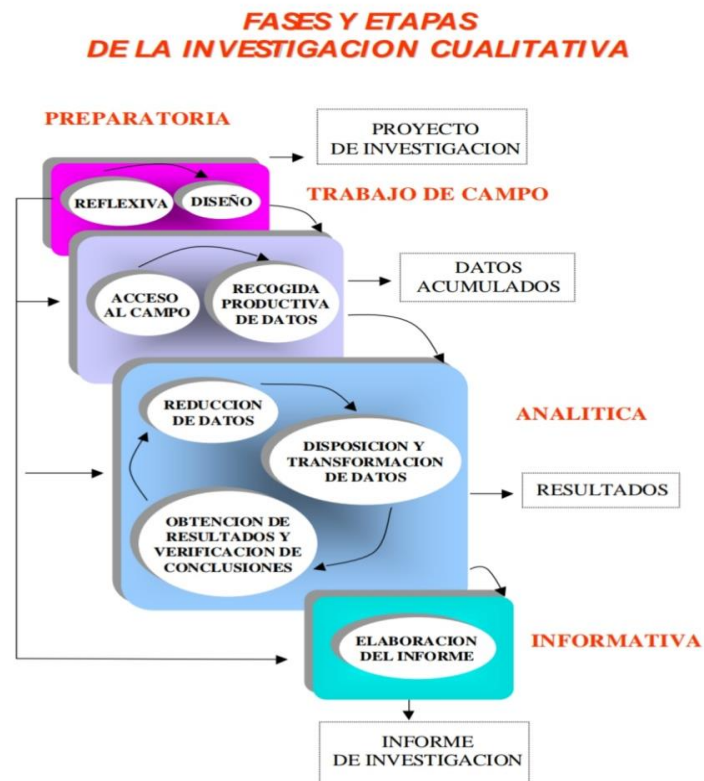 FASES Y ETAPAS
DE LA INVESTIGACION CUALITATIVA
PREPARATORIA
PROYECTO
DE INVESTIGACION
REFLEXIVA
DISEÑO
TRABAJO DE CAMPO
ACCESO
AL CAMPO
RECOGIDA
PRODUCTIVA
DE DATOS
DATOS
ACUMULADOS
REDUCCION
DE DATOS
ANALITICA
DISPOSICION Y
TRANSFORMACION
DE DATOS
RESULTADOS
OBTENCION DE
RESULTADOS Y
VERIFICACION DE
CONCLUSIONES
ELABORACION
DEL INFORME
INFORMATIVA
INFORME
DE INVESTIGACION